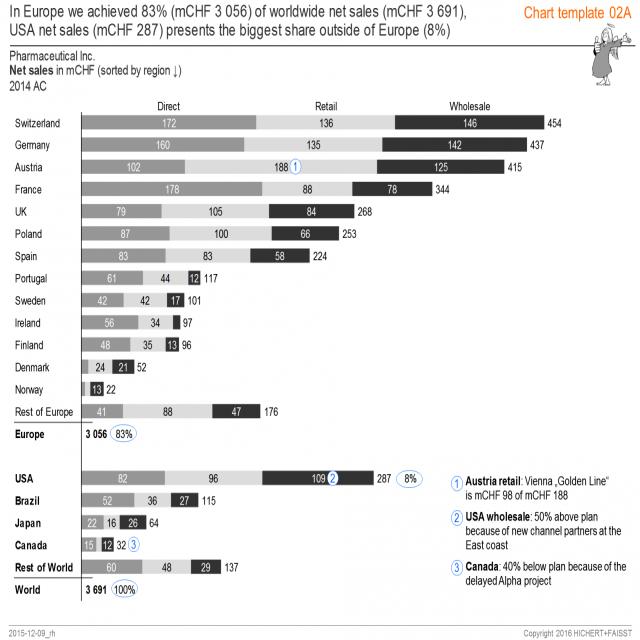 In Europe we achieved 83% (mCHF 3 056) of worldwide net sales (mCHF 3 691),
USA net sales (mCHF 287) presents the biggest share outside of Europe (8%)
Chart template 02A
Pharmaceutical Inc.
Net sales in mCHF (sorted by region ↓)
2014 AC
Direct Retail Wholesale
Switzerland 172 136 146 454
Germany 160 135 142 437
Austria 102 188 1 125 415
France 178 88 78 344
UK 79 105 84 268
Poland 87 100 66 253
Spain 83 83 58 224
Portugal 61 44 12 117
Sweden 42 42 17 101
Ireland 56 34 97
Finland 48 35 13 96
Denmark 24 21 52
Norway 13 22
Rest of Europe 41 88 47 176
Europe 3 056 83%
USA 82 96 109 2 287 8%
Brazil 52 36 27 115
Japan 22 16 26 64
Canada 15 12 32 3
Rest of World 60 48 29 137
World 3 691 100%
1 Austria retail: Vienna „Golden Line“
is mCHF 98 of mCHF 188
2 USA wholesale: 50% above plan
because of new channel partners at the
East coast
3 Canada: 40% below plan because of the
delayed Alpha project
2015-12-09_rh
Copyright 2016 HICHERT+FAISST